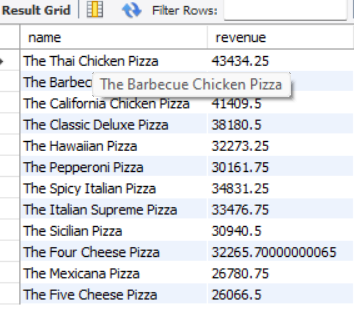 Result Grid Filter Rows:
name revenue
The Thai Chicken Pizza 43434.25
The Barbec The Barbecue Chicken Pizza
The California Chicken Pizza 41409.5
The Classic Deluxe Pizza 38180.5
The Hawaiian Pizza 32273.25
The Pepperoni Pizza 30161.75
The Spicy Italian Pizza 34831.25
The Italian Supreme Pizza 33476.75
The Sicilian Pizza 30940.5
The Four Cheese Pizza 32265.70000000065
The Mexicana Pizza 26780.75
The Five Cheese Pizza 26066.5